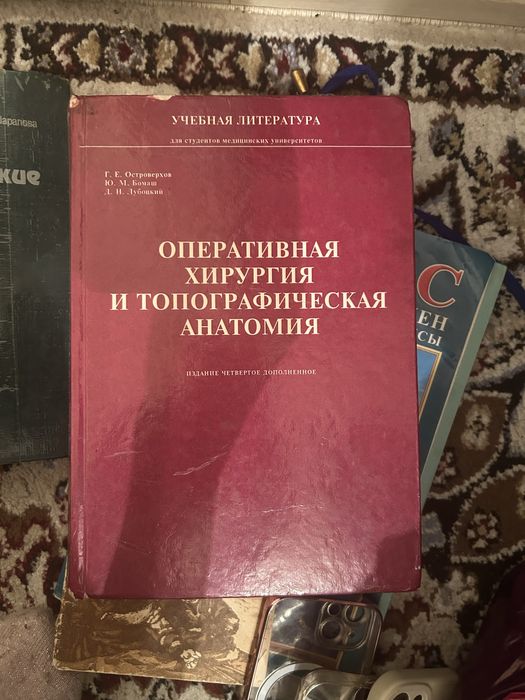 УЧЕБНАЯ ЛИТЕРАТУРА
для студентов медицинских университетов
Г. Е. Островерхов
Ю. М. Бомаш
Д. Н. Лубоцкий
ОПЕРАТИВНАЯ
ХИРУРГИЯ
И ТОПОГРАФИЧЕСКАЯ
АНАТОМИЯ
ИЗДАНИЕ ЧЕТВЕРТОЕ ДОПОЛНЕННОЕ